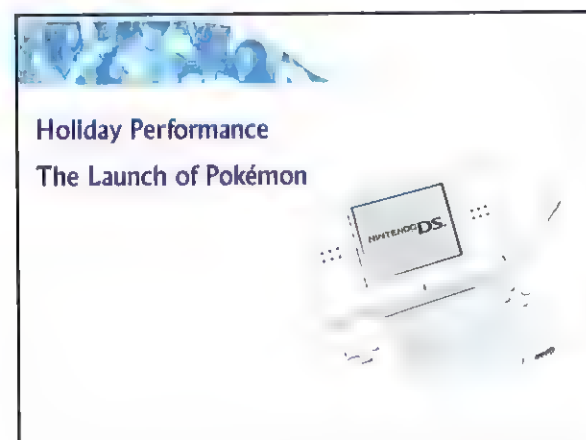 Holiday Performance
The Launch of Pokémon
NINTENDO DS